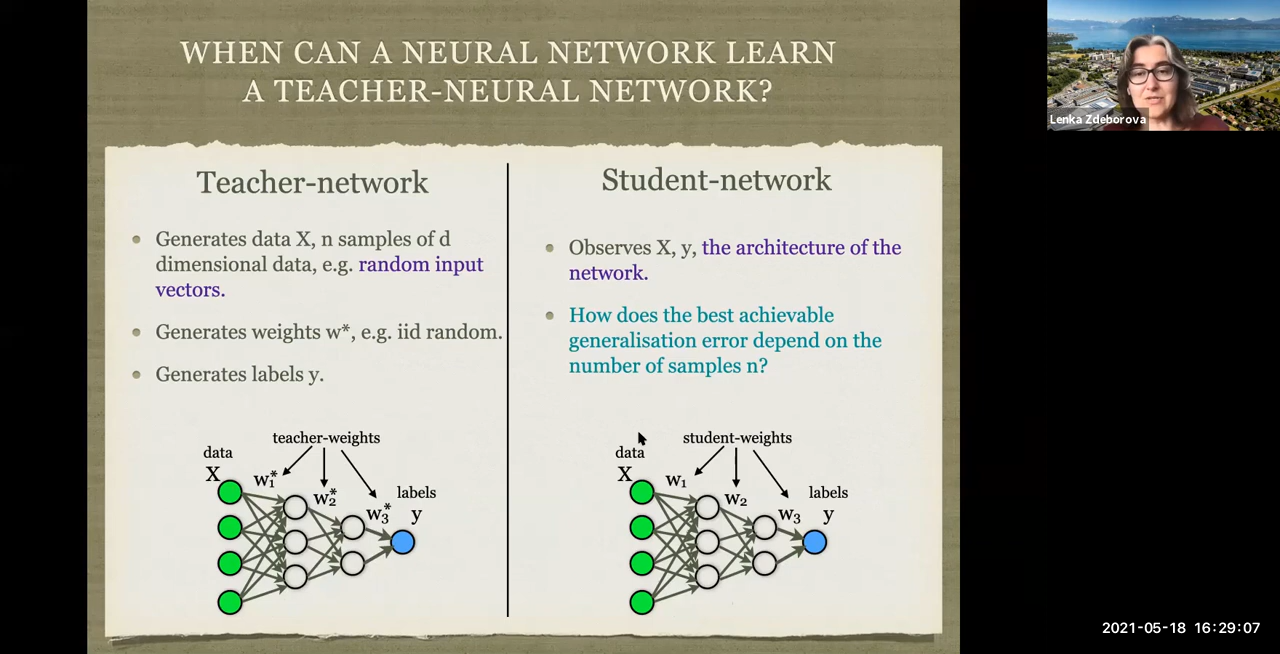 WHEN CAN A NEURAL NETWORK LEARN
A TEACHER-NEURAL NETWORK?
Teacher-network
Generates data X, n samples of d
dimensional data, e.g. random input
vectors.
Generates weights w*, e.g. iid random.
Generates labels y.
teacher-weights
data
X
w₁*
w₂*
w₃*
labels
y
Student-network
Observes X, y, the architecture of the
network.
How does the best achievable
generalisation error depend on the
number of samples n?
student-weights
data
X
w₁
w₂
w₃
labels
y
Lenka Zdeborova
2021-05-18 16:29:07